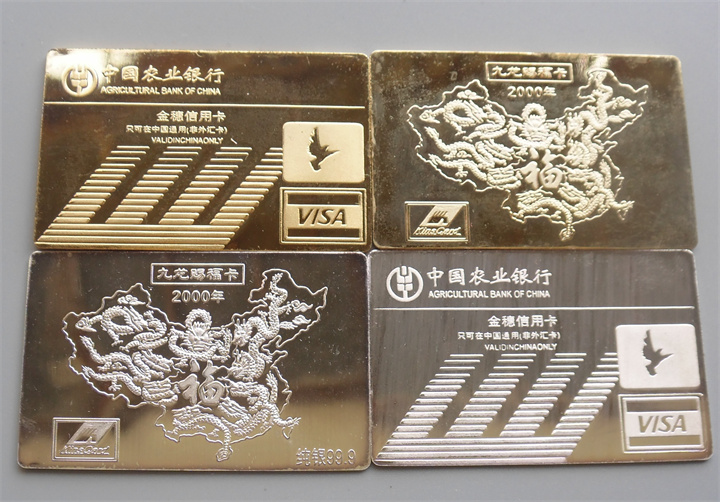 中国农业银行
AGRICULTURAL BANK OF CHINA
金穗信用卡
只可在中国通用(非外汇卡)
VALIDINCHINAONLY
VISA
九龙赐福卡
2000年
福
九龙赐福卡
2000年
福
纯银99.9
中国农业银行
AGRICULTURAL BANK OF CHINA
金穗信用卡
只可在中国通用(非外汇卡)
VALIDINCHINAONLY
VISA